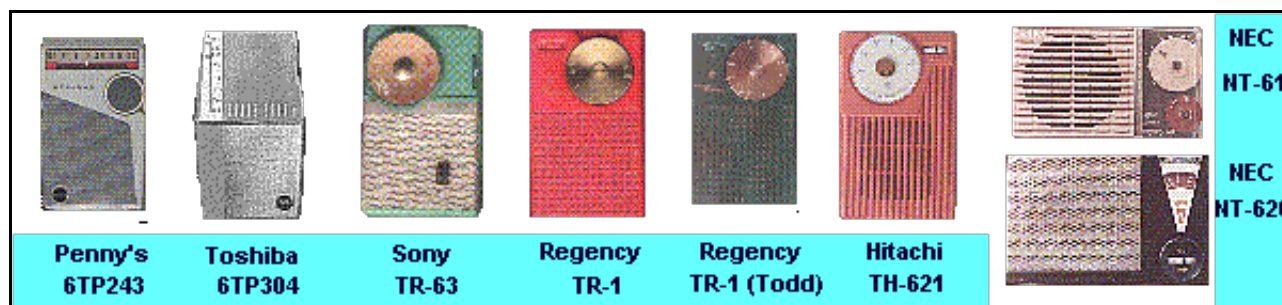 Penny's
6TP243
Toshiba
6TP304
Sony
TR-63
Regency
TR-1
Regency
TR-1 (Todd)
Hitachi
TH-621
NEC
NT-61
NEC
NT-620